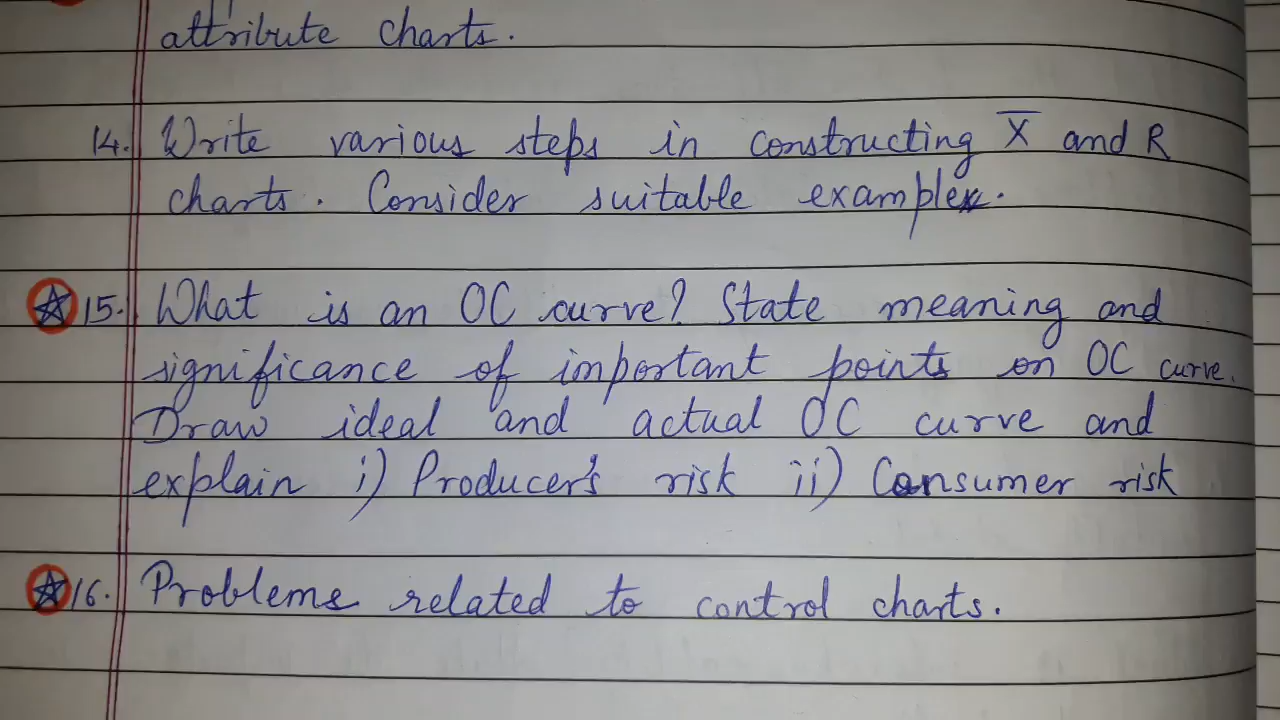 attribute charts.
14. Write various steps in constructing X̅ and R
charts. Consider suitable example.
15. What is an OC curve? State meaning and
significance of important points on OC curve.
Draw ideal and actual OC curve and
explain i) Producer's risk ii) Consumer risk
16. Problems related to control charts.